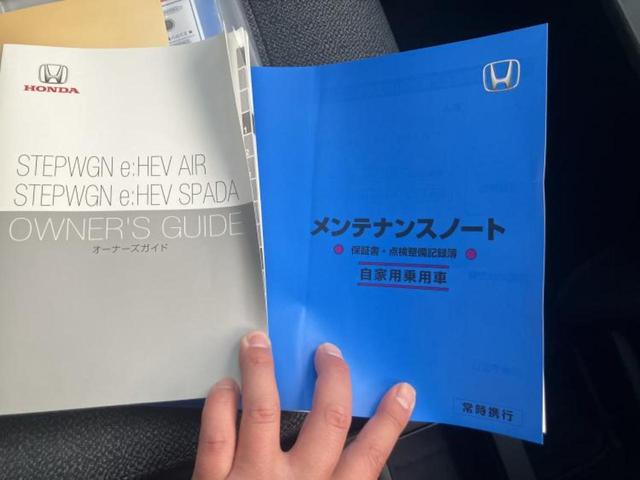 HONDA
STEPWGN e:HEV AIR
STEPWGN e:HEV SPADA
OWNER'S GUIDE
オーナーズガイド
メンテナンスノート
保証書・点検整備記録簿
自家用乗用車
常時携行